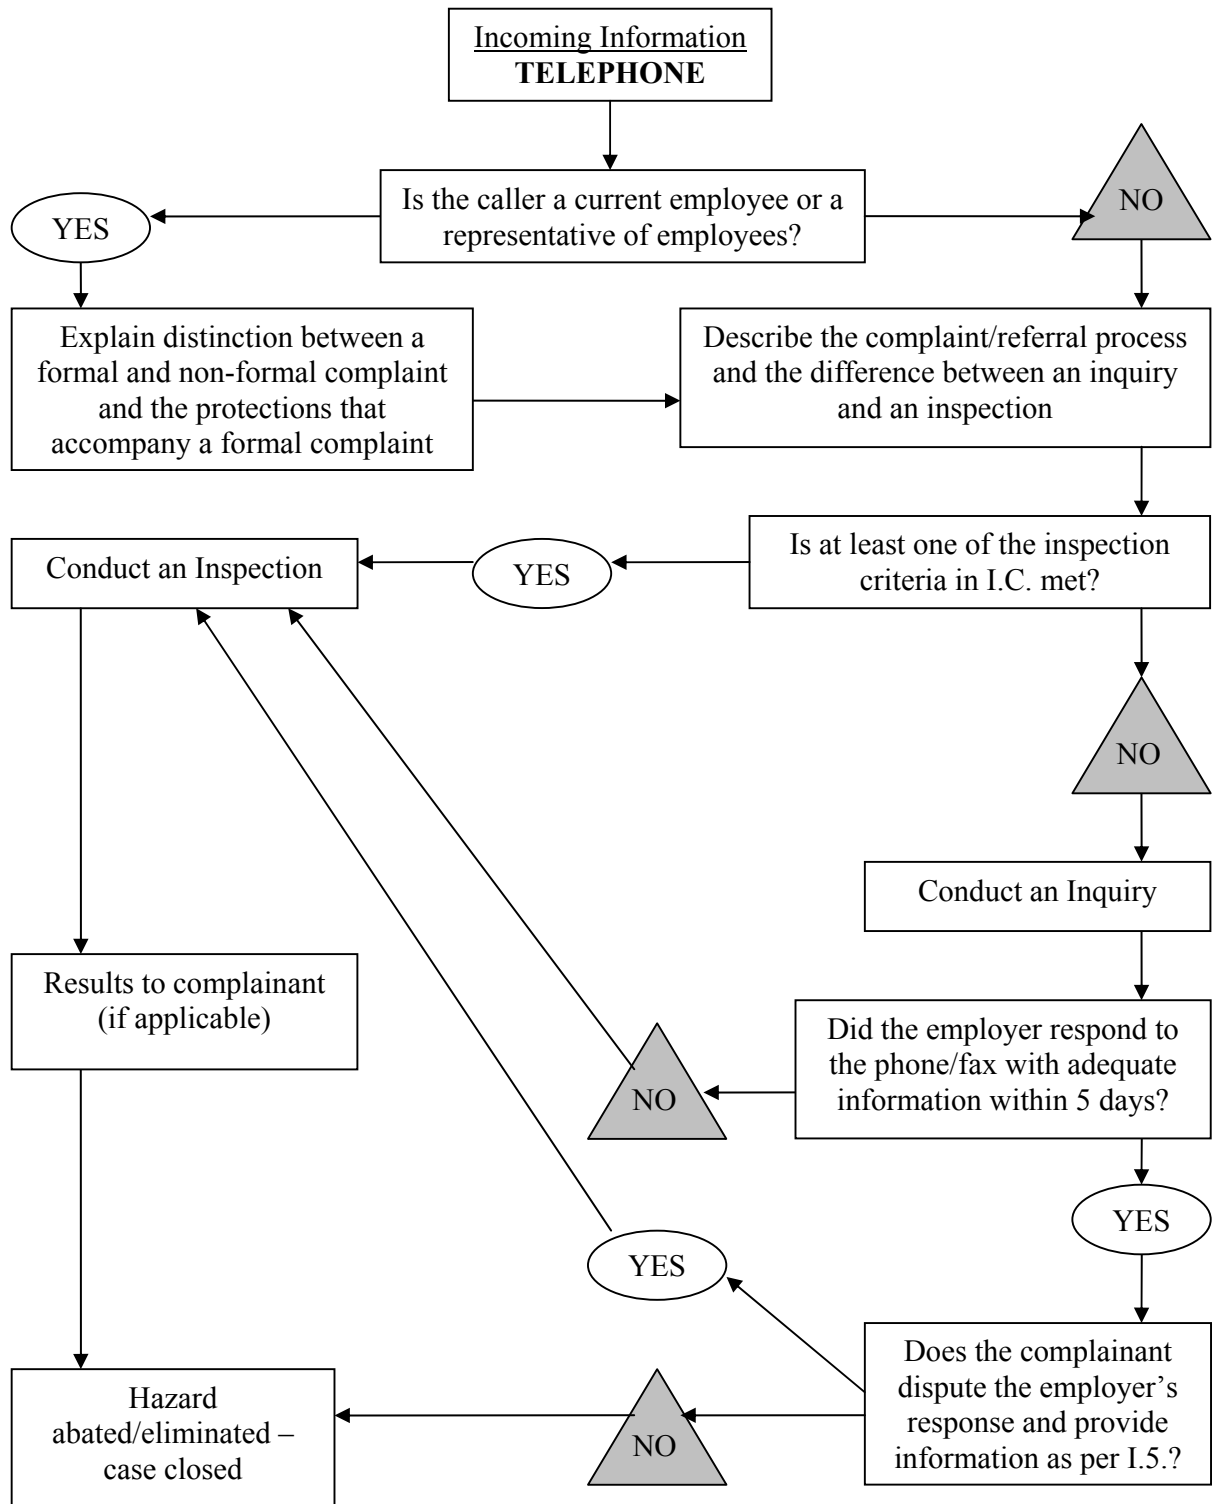 Incoming Information
TELEPHONE
Is the caller a current employee or a
representative of employees?
YES
NO
Explain distinction between a
formal and non-formal complaint
and the protections that
accompany a formal complaint
Describe the complaint/referral process
and the difference between an inquiry
and an inspection
Is at least one of the inspection
criteria in I.C. met?
YES
Conduct an Inspection
NO
Conduct an Inquiry
Results to complainant
(if applicable)
Did the employer respond to
the phone/fax with adequate
information within 5 days?
NO
YES
YES
Does the complainant
dispute the employer’s
response and provide
information as per I.5.?
NO
Hazard
abated/eliminated –
case closed